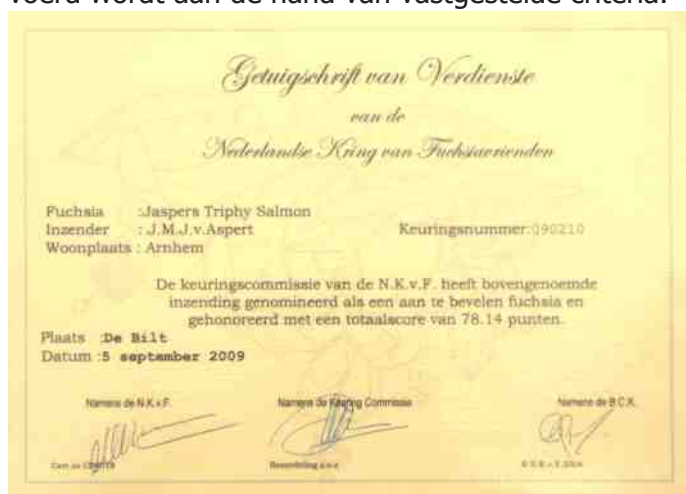 voerd wordt aan de hand van vastgestelde criteria.
Getuigschrift van Verdienste
van de
Nederlandse Kring van Fuchsiavrienden
Fuchsia :Jaspers Triphy Salmon
Inzender : J.M.J.v.Aspert Keuringsnummer:090210
Woonplaats : Arnhem
De keuringscommissie van de N.K.v.F. heeft bovengenoemde
inzending genomineerd als een aan te bevelen fuchsia en
gehonoreerd met een totaalscore van 78.14 punten.
Plaats :De Bilt
Datum :5 september 2009
Namens de N.K.v.F. Namens de Keuring Commissie Namens de B.C.K.